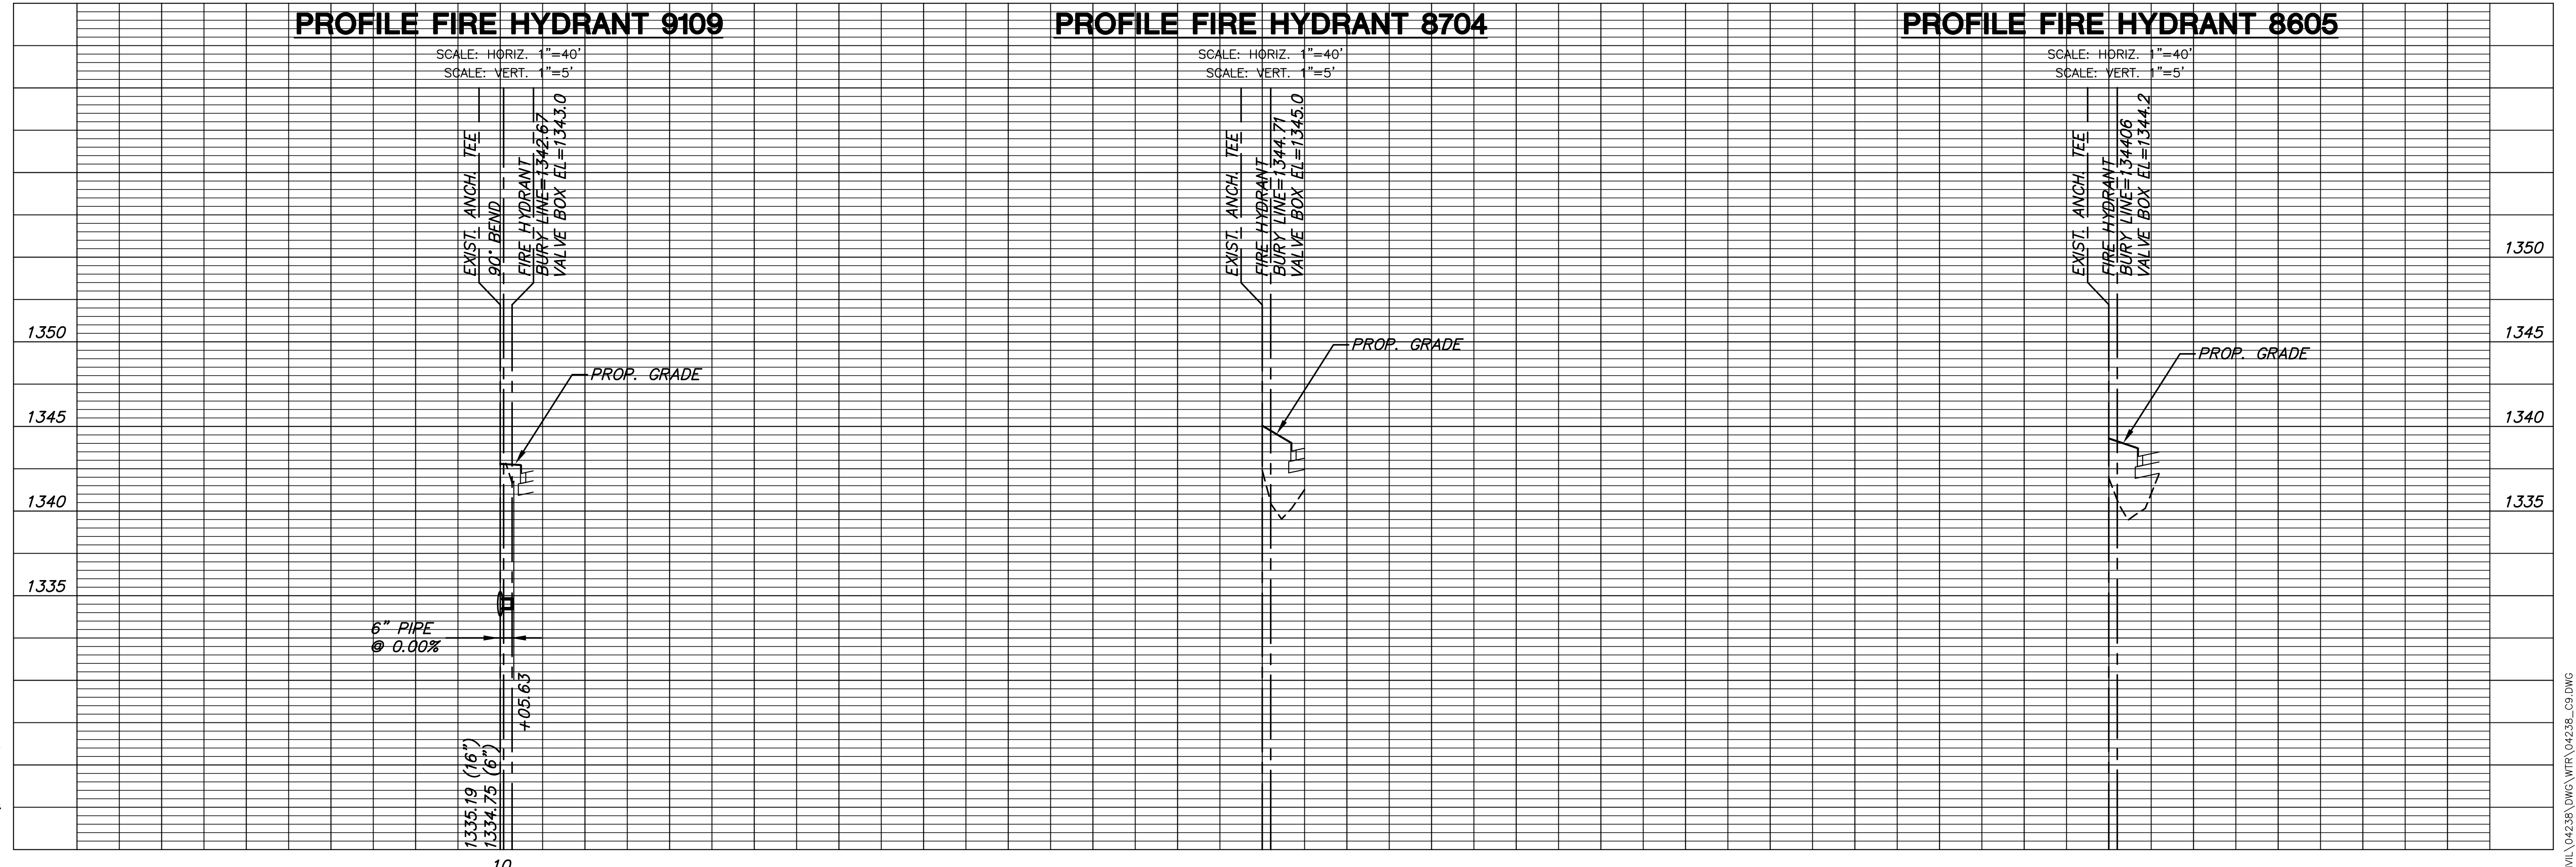 PROFILE FIRE HYDRANT 9109
SCALE: HORIZ. 1"=40'
SCALE: VERT. 1"=5'
EXIST. ANCH. TEE
90° BEND
FIRE HYDRANT
BURY LINE=1342.67
VALVE BOX EL=1343.0
PROP. GRADE
6" PIPE
@ 0.00%
+05.63
1335.19 (16")
1334.75 (6")
10
1350
1345
1340
1335
PROFILE FIRE HYDRANT 8704
SCALE: HORIZ. 1"=40'
SCALE: VERT. 1"=5'
EXIST. ANCH. TEE
FIRE HYDRANT
BURY LINE=1344.71
VALVE BOX EL=1345.0
PROP. GRADE
PROFILE FIRE HYDRANT 8605
SCALE: HORIZ. 1"=40'
SCALE: VERT. 1"=5'
EXIST. ANCH. TEE
FIRE HYDRANT
BURY LINE=134406
VALVE BOX EL=1344.2
PROP. GRADE
1350
1345
1340
1335
\04238\DWG\WTR\04238_C9.DWG